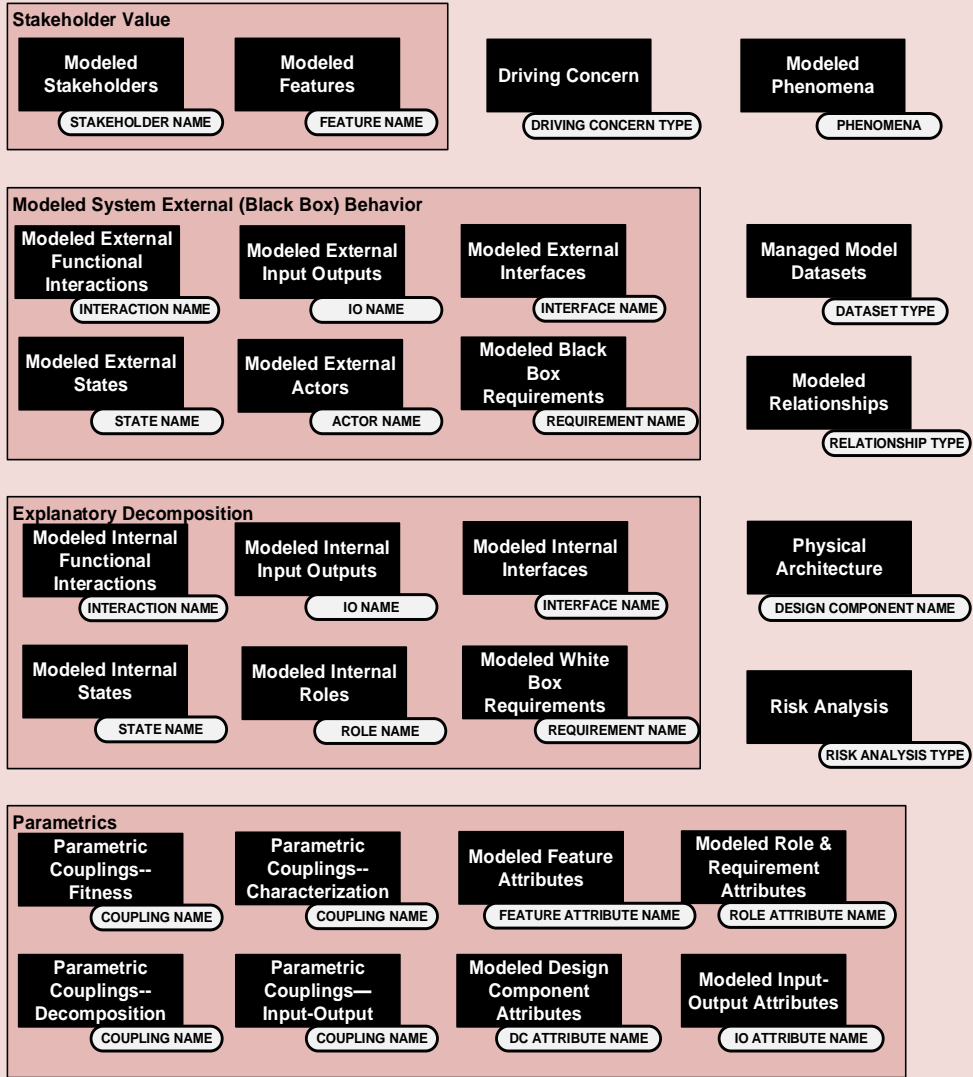 Stakeholder Value
Modeled
Stakeholders
STAKEHOLDER NAME
Modeled
Features
FEATURE NAME
Driving Concern
DRIVING CONCERN TYPE
Modeled
Phenomena
PHENOMENA
Modeled System External (Black Box) Behavior
Modeled External
Functional
Interactions
INTERACTION NAME
Modeled External
Input Outputs
IO NAME
Modeled External
Interfaces
INTERFACE NAME
Managed Model
Datasets
DATASET TYPE
Modeled External
States
STATE NAME
Modeled External
Actors
ACTOR NAME
Modeled Black
Box
Requirements
REQUIREMENT NAME
Modeled
Relationships
RELATIONSHIP TYPE
Explanatory Decomposition
Modeled Internal
Functional
Interactions
INTERACTION NAME
Modeled Internal
Input Outputs
IO NAME
Modeled Internal
Interfaces
INTERFACE NAME
Physical
Architecture
DESIGN COMPONENT NAME
Modeled Internal
States
STATE NAME
Modeled Internal
Roles
ROLE NAME
Modeled White
Box
Requirements
REQUIREMENT NAME
Risk Analysis
RISK ANALYSIS TYPE
Parametrics
Parametric
Couplings--
Fitness
COUPLING NAME
Parametric
Couplings--
Characterization
COUPLING NAME
Modeled Feature
Attributes
FEATURE ATTRIBUTE NAME
Modeled Role &
Requirement
Attributes
ROLE ATTRIBUTE NAME
Parametric
Couplings--
Decomposition
COUPLING NAME
Parametric
Couplings—
Input-Output
COUPLING NAME
Modeled Design
Component
Attributes
DC ATTRIBUTE NAME
Modeled Input-
Output Attributes
IO ATTRIBUTE NAME